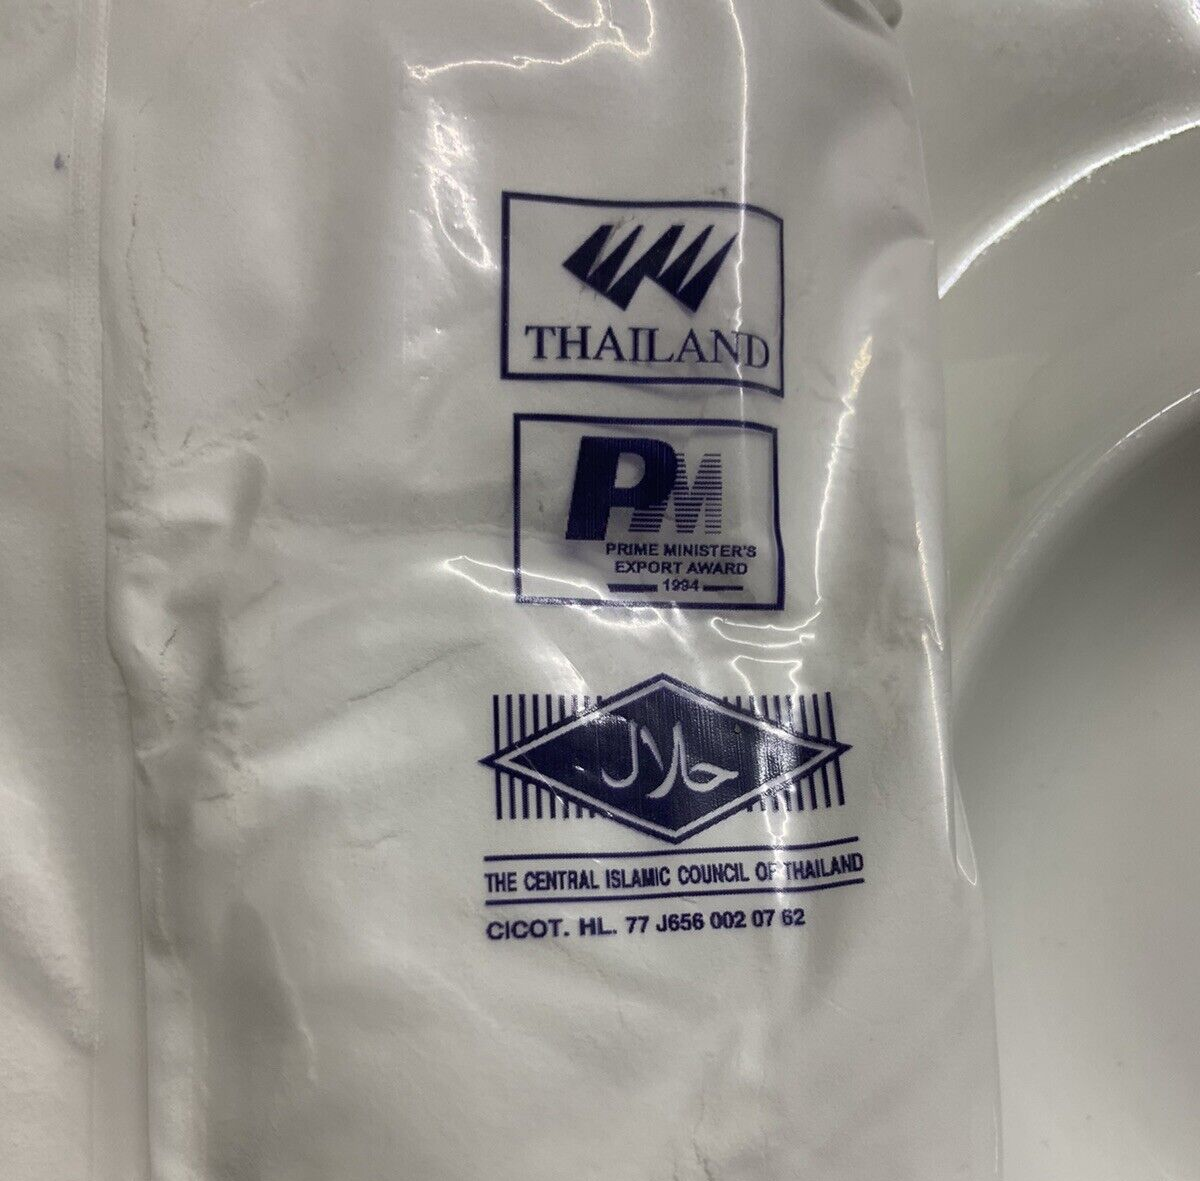 THAILAND
PM
PRIME MINISTER'S
EXPORT AWARD
1994
حلال
THE CENTRAL ISLAMIC COUNCIL OF THAILAND
CICOT. HL. 77 J656 002 07 62